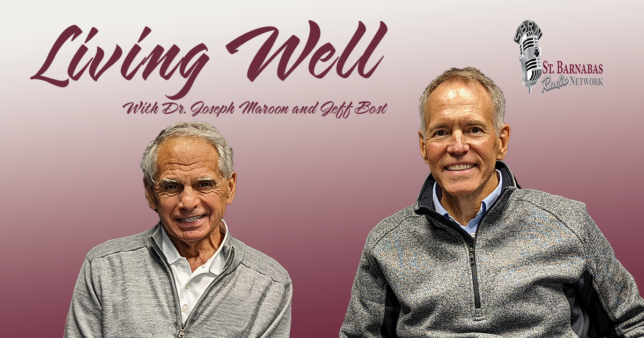 Living Well
With Dr. Joseph Maroon and Jeff Bost
ST. BARNABAS
Radio NETWORK